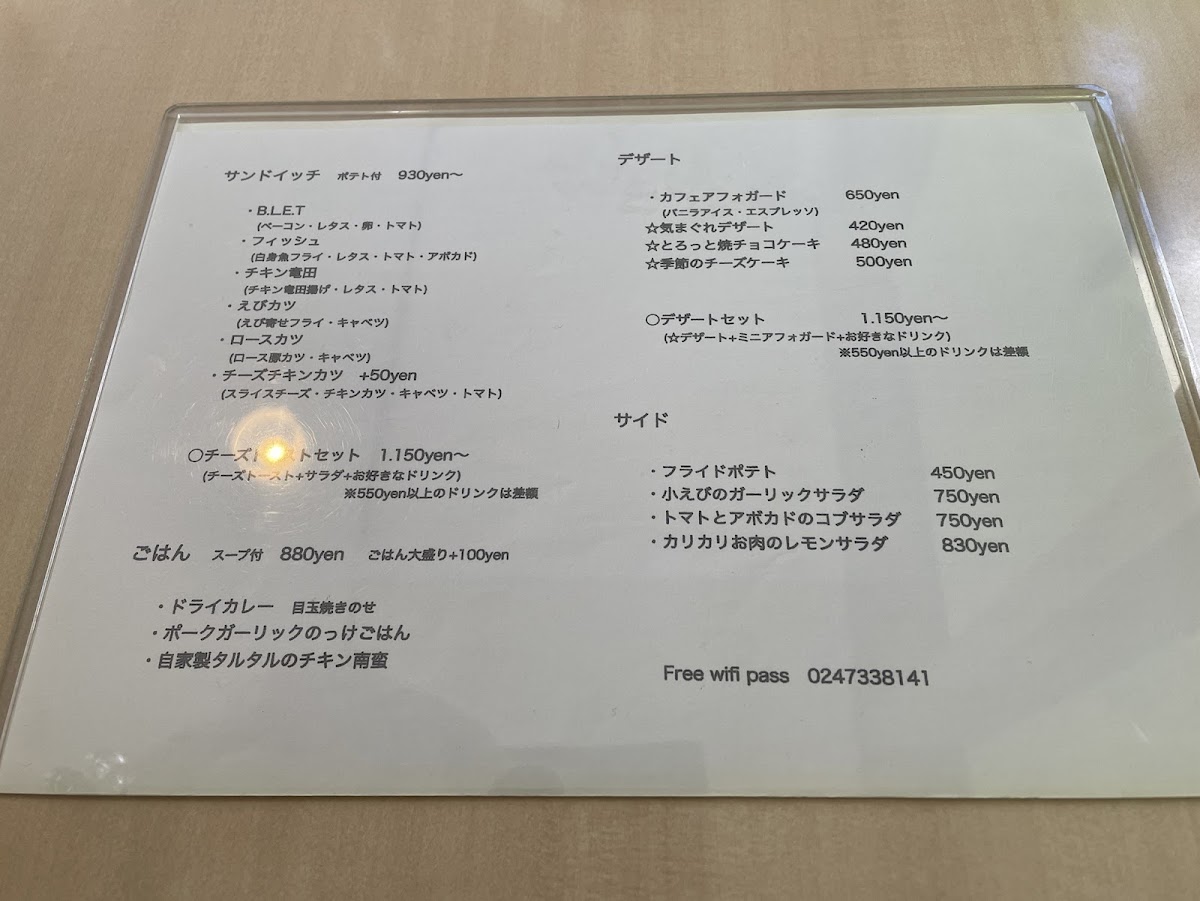 サンドイッチ ポテト付 930yen〜
・B.L.E.T
(ベーコン・レタス・卵・トマト)
・フィッシュ
(白身魚フライ・レタス・トマト・アボカド)
・チキン竜田
(チキン竜田揚げ・レタス・トマト)
・えびカツ
(えび寄せフライ・キャベツ)
・ロースカツ
(ロース豚カツ・キャベツ)
・チーズチキンカツ +50yen
(スライスチーズ・チキンカツ・キャベツ・トマト)
〇チーズトーストセット 1.150yen〜
(チーズトースト+サラダ+お好きなドリンク)
※550yen以上のドリンクは差額
ごはん スープ付 880yen ごはん大盛り+100yen
・ドライカレー 目玉焼きのせ
・ポークガーリックのっけごはん
・自家製タルタルのチキン南蛮
デザート
・カフェアフォガード 650yen
(バニラアイス・エスプレッソ)
☆気まぐれデザート 420yen
☆とろっと焼チョコケーキ 480yen
☆季節のチーズケーキ 500yen
〇デザートセット 1.150yen〜
(☆デザート+ミニアフォガード+お好きなドリンク)
※550yen以上のドリンクは差額
サイド
・フライドポテト 450yen
・小えびのガーリックサラダ 750yen
・トマトとアボカドのコブサラダ 750yen
・カリカリお肉のレモンサラダ 830yen
Free wifi pass 0247338141